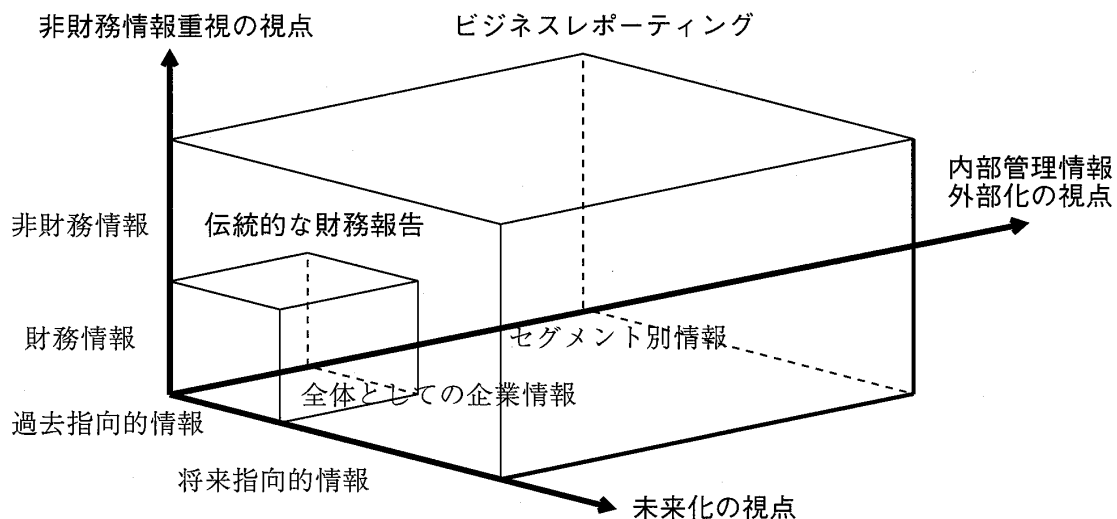 非財務情報重視の視点
ビジネスレポーティング
内部管理情報
外部化の視点
非財務情報
伝統的な財務報告
財務情報
セグメント別情報
全体としての企業情報
過去指向的情報
将来指向的情報
未来化の視点